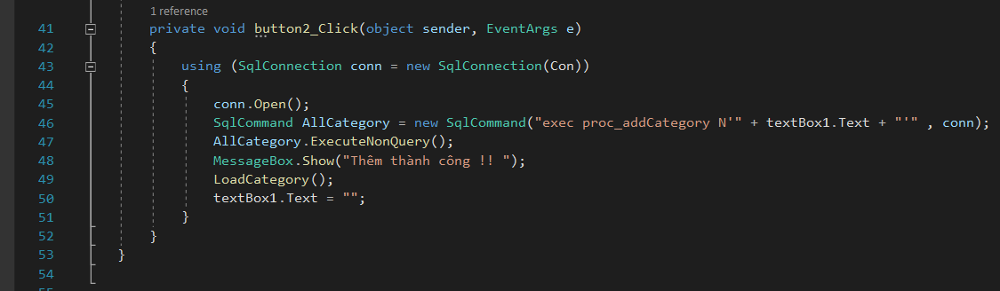 1 reference
41 private void button2_Click(object sender, EventArgs e)
42 {
43 using (SqlConnection conn = new SqlConnection(Con))
44 {
45 conn.Open();
46 SqlCommand AllCategory = new SqlCommand("exec proc_addCategory N'" + textBox1.Text + "'" , conn);
47 AllCategory.ExecuteNonQuery();
48 MessageBox.Show("Thêm thành công !! ");
49 LoadCategory();
50 textBox1.Text = "";
51 }
52 }
53 }
54